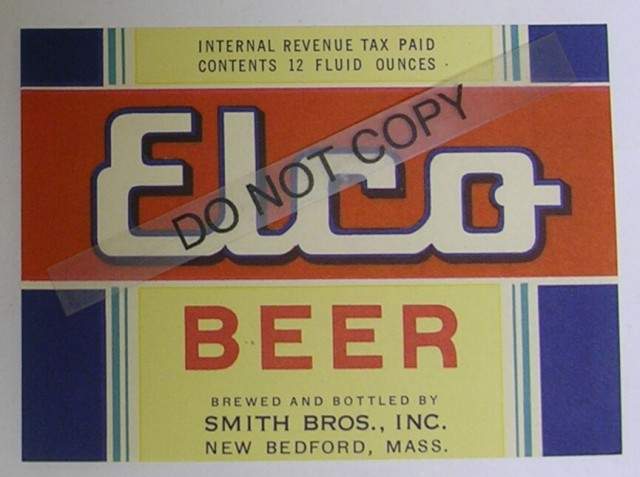 INTERNAL REVENUE TAX PAID
CONTENTS 12 FLUID OUNCES
Elco
DO NOT COPY
BEER
BREWED AND BOTTLED BY
SMITH BROS., INC.
NEW BEDFORD, MASS.